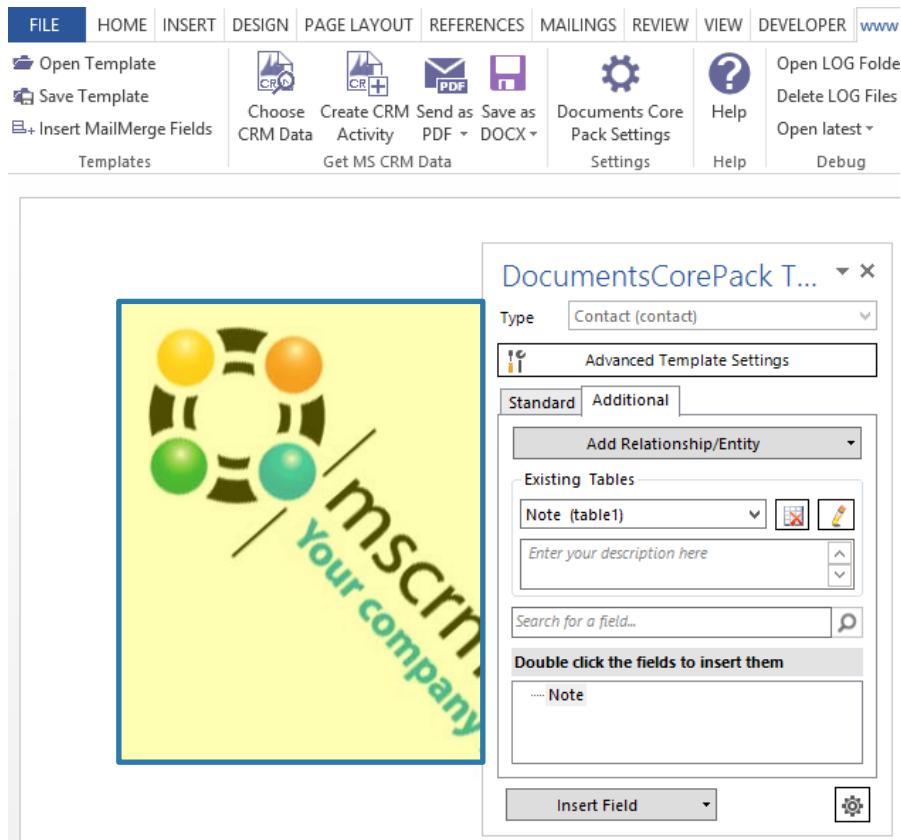 FILE HOME INSERT DESIGN PAGE LAYOUT REFERENCES MAILINGS REVIEW VIEW DEVELOPER www
Open Template
Save Template
Insert MailMerge Fields
Templates
CRM
Choose
CRM Data
CR
Create CRM
Activity
PDF
Send as
PDF
Save as
DOCX
Get MS CRM Data
Documents Core
Pack Settings
Settings
?
Help
Help
Open LOG Folde
Delete LOG Files
Open latest
Debug
mscrm
Your company
DocumentsCorePack T...
Type Contact (contact)
Advanced Template Settings
Standard Additional
Add Relationship/Entity
Existing Tables
Note (table1)
Enter your description here
Search for a field...
Double click the fields to insert them
Note
Insert Field